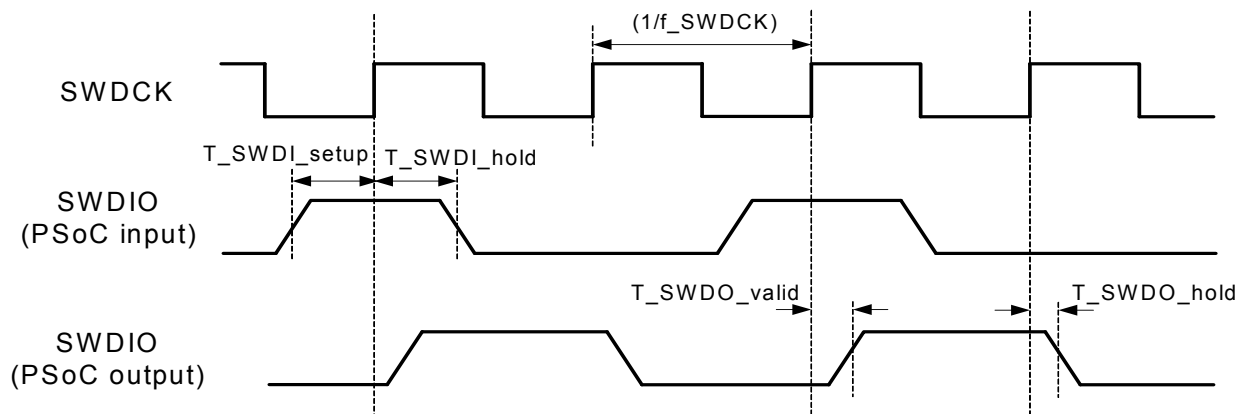 (1/f_SWDCK)
SWDCK
T_SWDI_setup T_SWDI_hold
SWDIO
(PSoC input)
T_SWDO_valid T_SWDO_hold
SWDIO
(PSoC output)